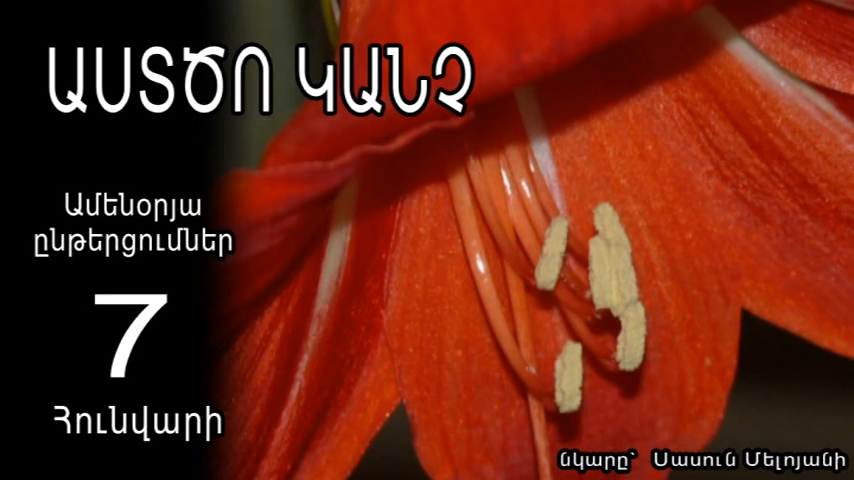 ԱՍՏԾՈ ԿԱՆՉ
Ամենօրյա
ընթերցումներ
7
Հունվարի
նկարը՝ Սասուն Մելոյանի